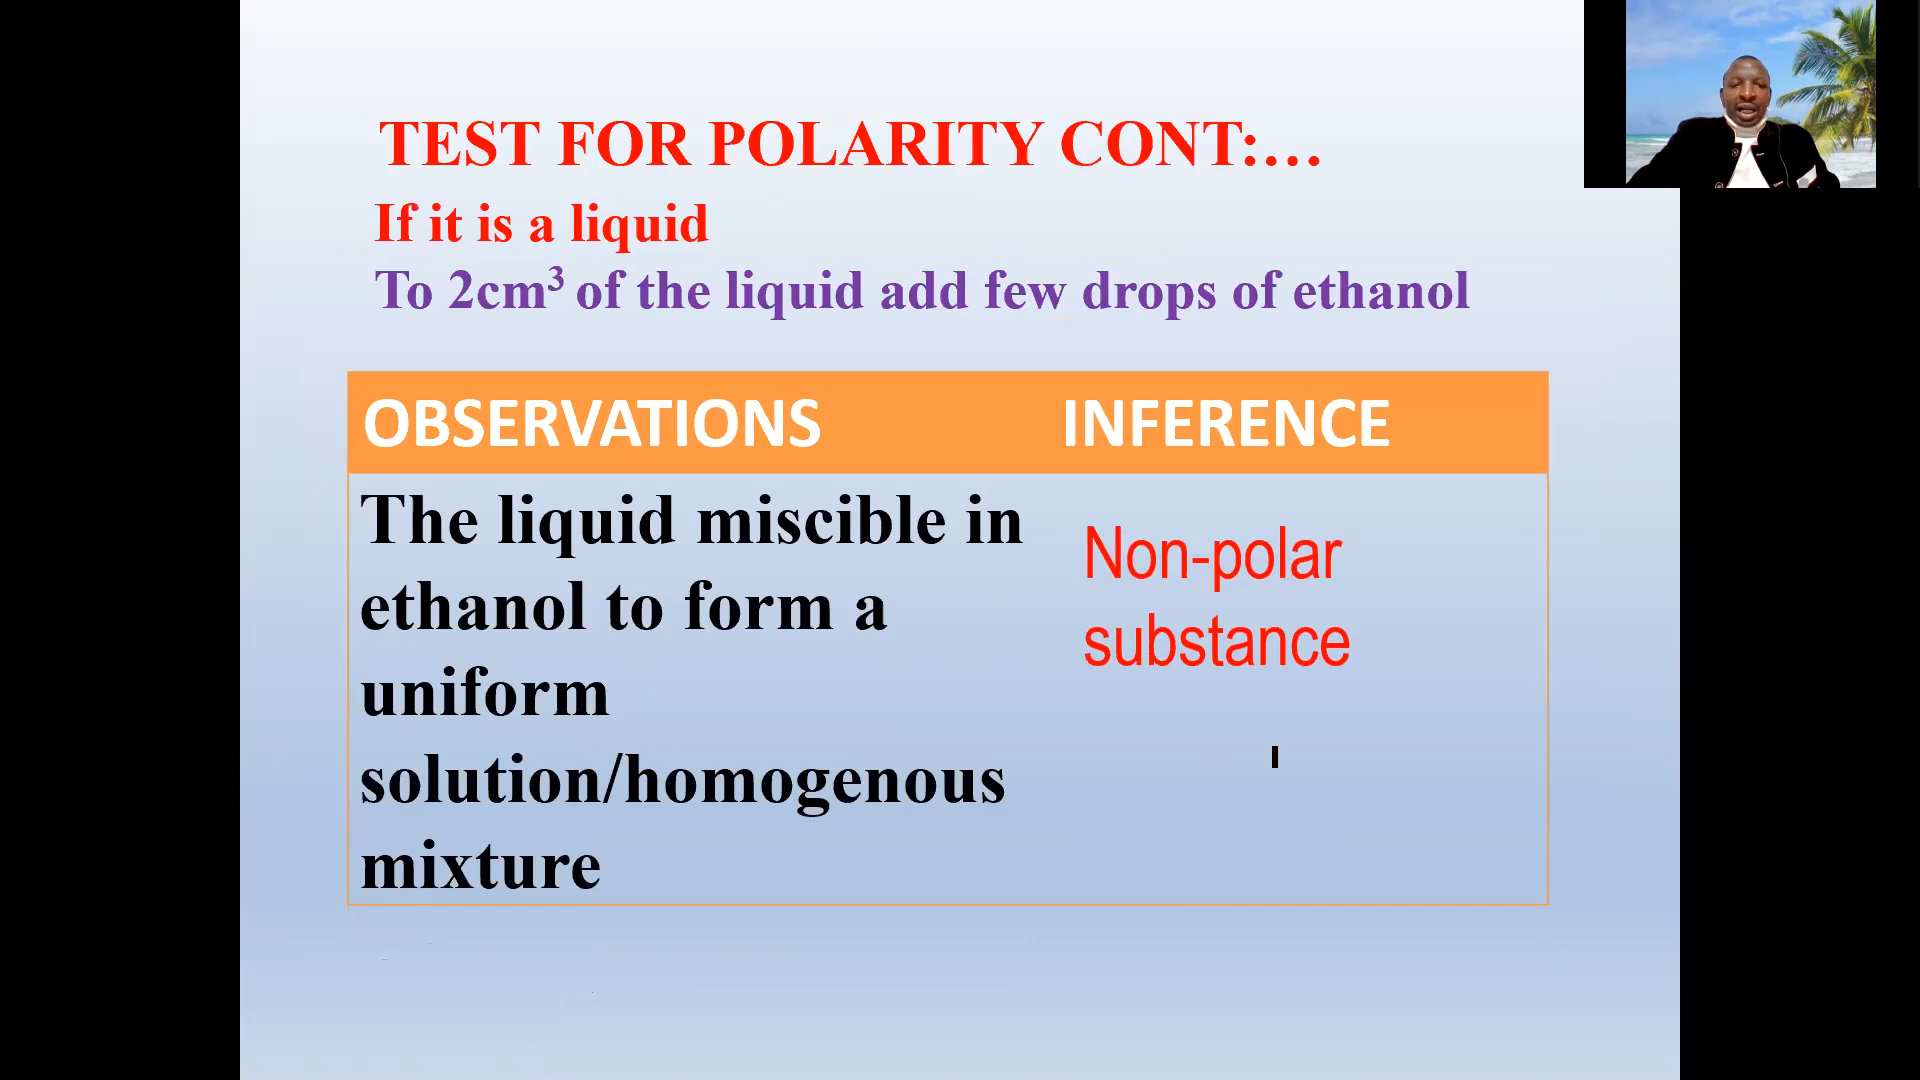 TEST FOR POLARITY CONT:...
If it is a liquid
To 2cm³ of the liquid add few drops of ethanol
OBSERVATIONS INFERENCE
The liquid miscible in
ethanol to form a
uniform
solution/homogenous
mixture
Non-polar
substance